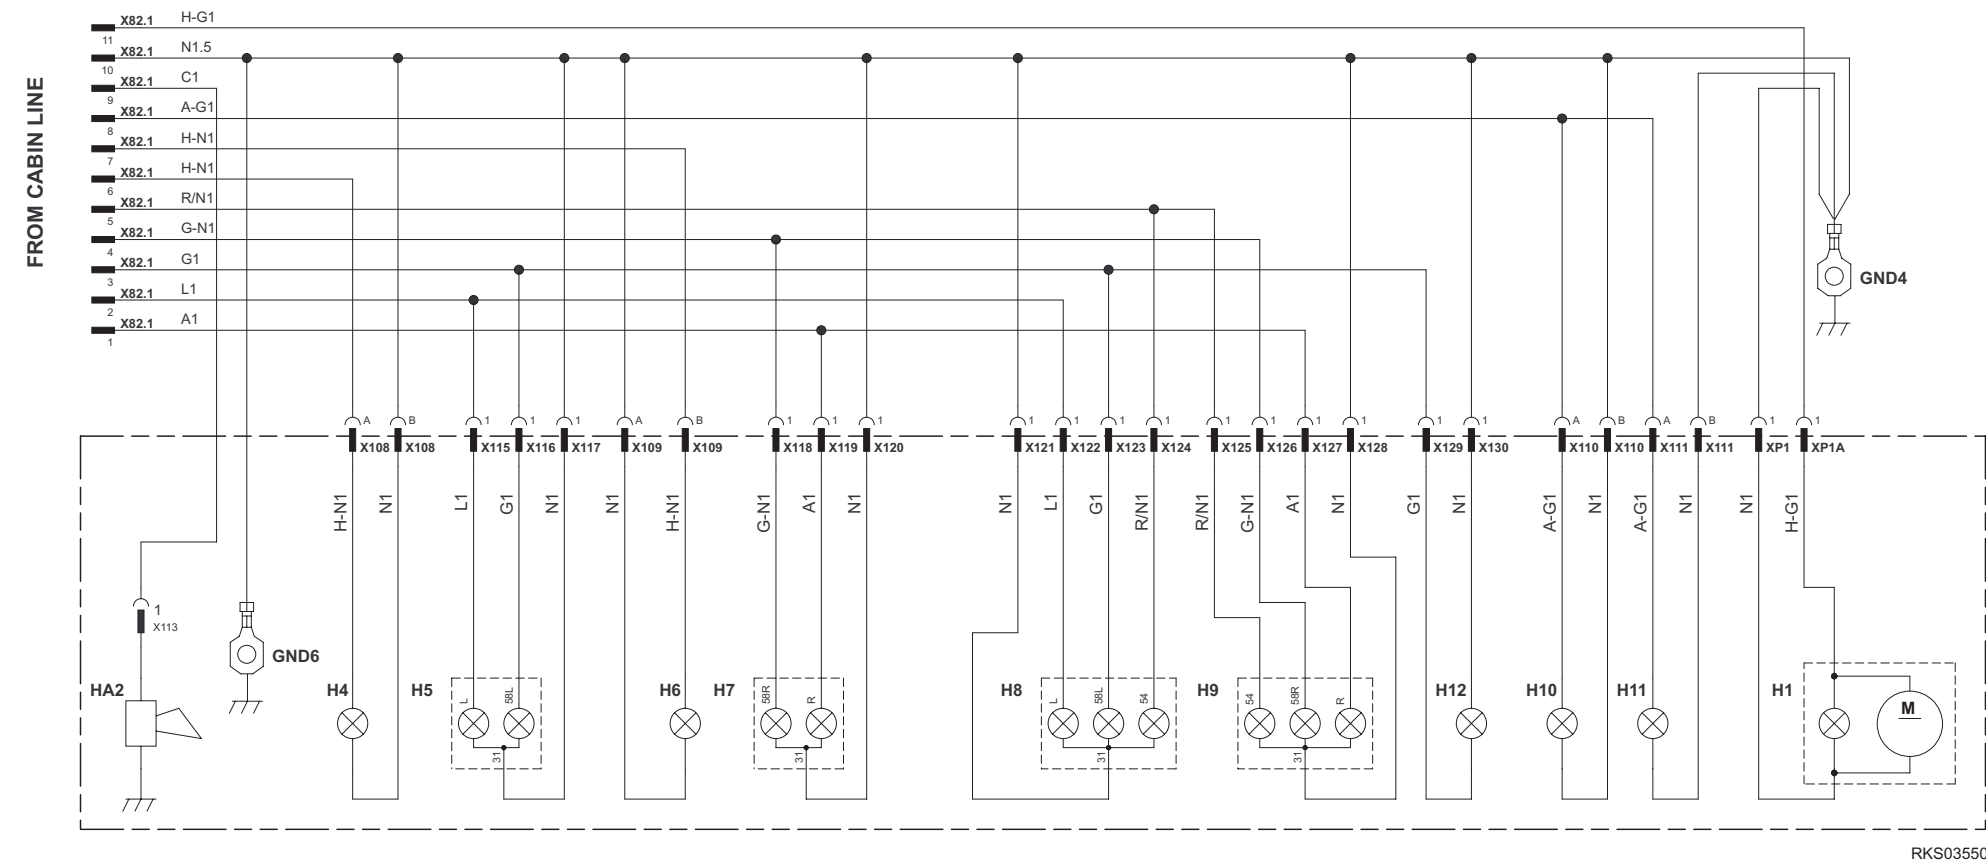 FROM CABIN LINE
X82.1 H-G1
11
X82.1 N1.5
10
X82.1 C1
9
X82.1 A-G1
8
X82.1 H-N1
7
X82.1 H-N1
6
X82.1 R/N1
5
X82.1 G-N1
4
X82.1 G1
3
X82.1 L1
2
X82.1 A1
1
GND4
A B 1 1 1 A B 1 1 1 1 1 1 1 1 1 1 1 1 1 A B A B 1 1
X108 X108 X115 X116 X117 X109 X109 X118 X119 X120 X121 X122 X123 X124 X125 X126 X127 X128 X129 X130 X110 X110 X111 X111 XP1 XP1A
H-N1 N1 L1 G1 N1 N1 H-N1 G-N1 A1 N1 N1 L1 G1 R/N1 R/N1 G-N1 A1 N1 G1 N1 A-G1 N1 A-G1 N1 N1 H-G1
1
X113
GND6
HA2 H4 H5 H6 H7 H8 H9 H12 H10 H11 H1
L 58L 58R R L 58L 54 54 58R R
M
31 31 31 31
RKS03550